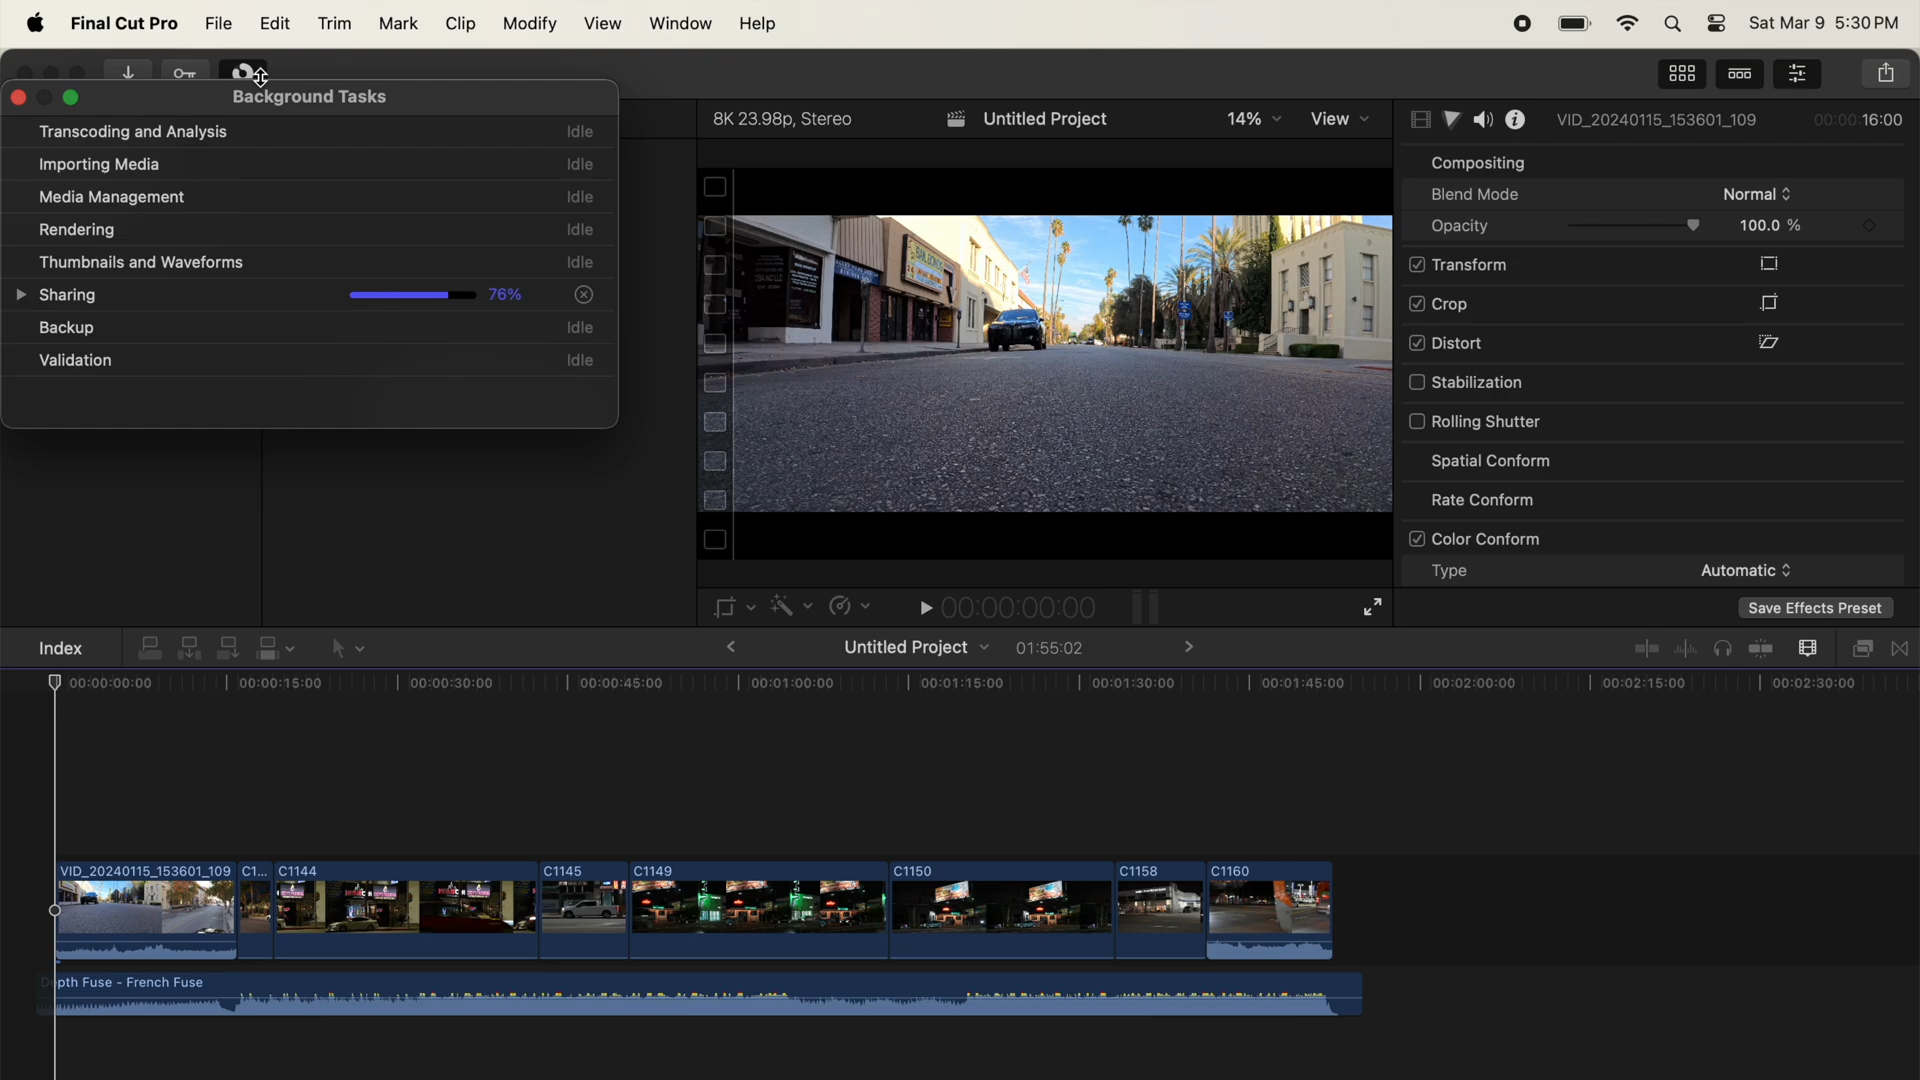 Final Cut Pro File Edit Trim Mark Clip Modify View Window Help Sat Mar 9 5:30 PM
Background Tasks
Transcoding and Analysis Idle
Importing Media Idle
Media Management Idle
Rendering Idle
Thumbnails and Waveforms Idle
Sharing 76%
Backup Idle
Validation Idle
8K 23.98p, Stereo Untitled Project 14% View
VID_20240115_153601_109 00:00:16:00
Compositing
Blend Mode Normal
Opacity 100.0 %
Transform
Crop
Distort
Stabilization
Rolling Shutter
Spatial Conform
Rate Conform
Color Conform
Type Automatic
Save Effects Preset
00:00:00:00
Index Untitled Project 01:55:02
00:00:00:00 00:00:15:00 00:00:30:00 00:00:45:00 00:01:00:00 00:01:15:00 00:01:30:00 00:01:45:00 00:02:00:00 00:02:15:00 00:02:30:00
VID_20240115_153601_109 C1... C1144 C1145 C1149 C1150 C1158 C1160
Depth Fuse - French Fuse